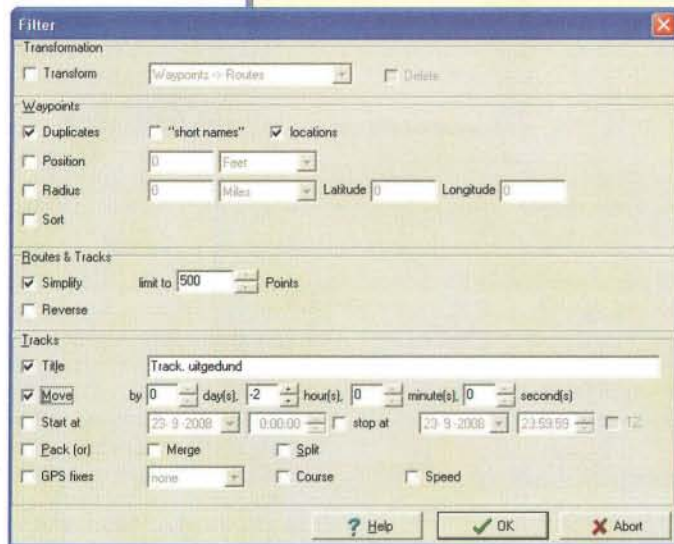 Filter
Transformation
Transform Waypoints -> Routes Delete
Waypoints
Duplicates "short names" locations
Position 0 Feet
Radius 0 Miles Latitude 0 Longitude 0
Sort
Routes & Tracks
Simplify limit to 500 Points
Reverse
Tracks
Title Track. uitgedund
Move by 0 day(s), -2 hour(s), 0 minute(s), 0 second(s)
Start at 23- 9 -2008 0:00:00 stop at 23- 9 -2008 23:59:59 TZ
Pack (or) Merge Split
GPS fixes none Course Speed
Help OK Abort